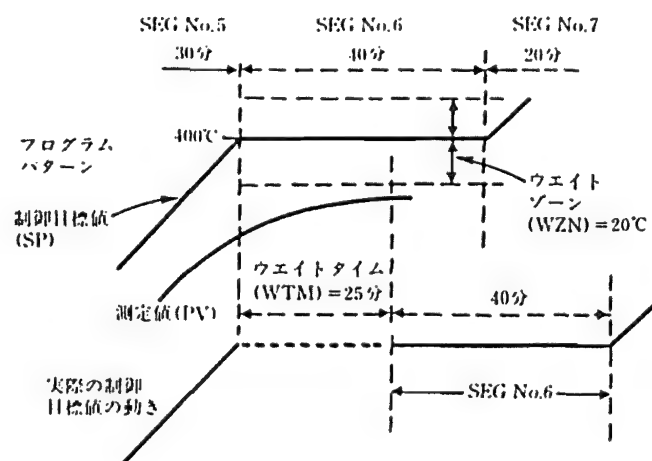 SEG No.5
SEG No.6
SEG No.7
30分
40分
20分
400℃
プログラム
パターン
制御目標値
(SP)
ウエイト
ゾーン
(WZN)=20℃
測定値(PV)
ウエイトタイム
(WTM)=25分
40分
実際の制御
目標値の動き
SEG No.6